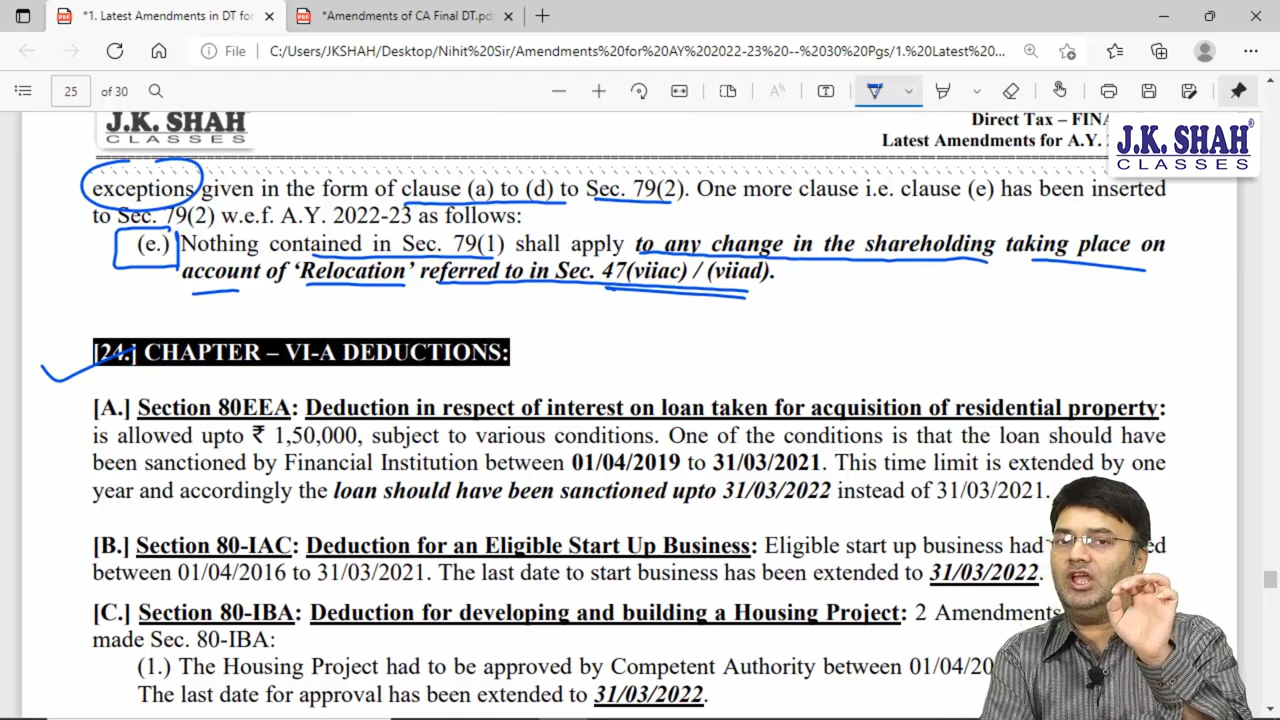 *1. Latest Amendments in DT for
*Amendments of CA Final DT.pd
File
C:/Users/JKSHAH/Desktop/Nihit%20Sir/Amendments%20for%20AY%202022-23%20--%2030%20Pgs/1.%20Latest%20...
25 of 30
J.K. SHAH
CLASSES
Direct Tax – FINA
Latest Amendments for A.Y.
J.K. SHAH®
CLASSES
exceptions given in the form of clause (a) to (d) to Sec. 79(2). One more clause i.e. clause (e) has been inserted
to Sec. 79(2) w.e.f. A.Y. 2022-23 as follows:
(e.) Nothing contained in Sec. 79(1) shall apply to any change in the shareholding taking place on
account of ‘Relocation’ referred to in Sec. 47(viiac) / (viiad).
[24.] CHAPTER – VI-A DEDUCTIONS:
[A.] Section 80EEA: Deduction in respect of interest on loan taken for acquisition of residential property:
is allowed upto ₹ 1,50,000, subject to various conditions. One of the conditions is that the loan should have
been sanctioned by Financial Institution between 01/04/2019 to 31/03/2021. This time limit is extended by one
year and accordingly the loan should have been sanctioned upto 31/03/2022 instead of 31/03/2021.
[B.] Section 80-IAC: Deduction for an Eligible Start Up Business: Eligible start up business had
between 01/04/2016 to 31/03/2021. The last date to start business has been extended to 31/03/2022.
[C.] Section 80-IBA: Deduction for developing and building a Housing Project: 2 Amendments
made Sec. 80-IBA:
(1.) The Housing Project had to be approved by Competent Authority between 01/04/20
The last date for approval has been extended to 31/03/2022.